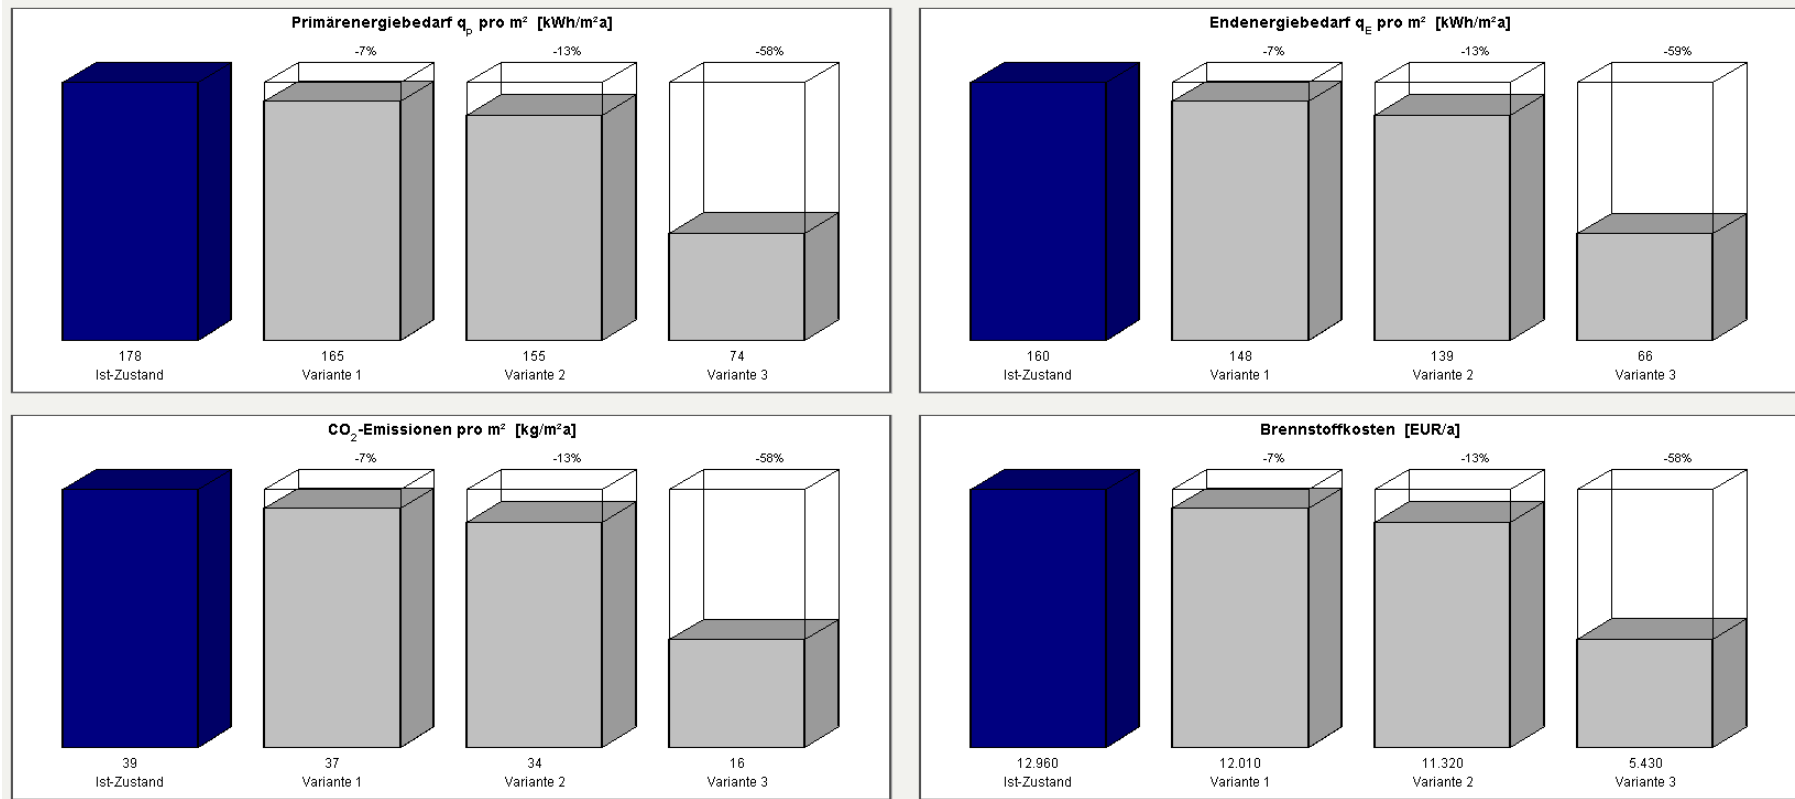 Primärenergiebedarf qp pro m² [kWh/m²a]
-7% -13% -58%
178 165 155 74
Ist-Zustand Variante 1 Variante 2 Variante 3
Endenergiebedarf qE pro m² [kWh/m²a]
-7% -13% -59%
160 148 139 66
Ist-Zustand Variante 1 Variante 2 Variante 3
CO2-Emissionen pro m² [kg/m²a]
-7% -13% -58%
39 37 34 16
Ist-Zustand Variante 1 Variante 2 Variante 3
Brennstoffkosten [EUR/a]
-7% -13% -58%
12.960 12.010 11.320 5.430
Ist-Zustand Variante 1 Variante 2 Variante 3